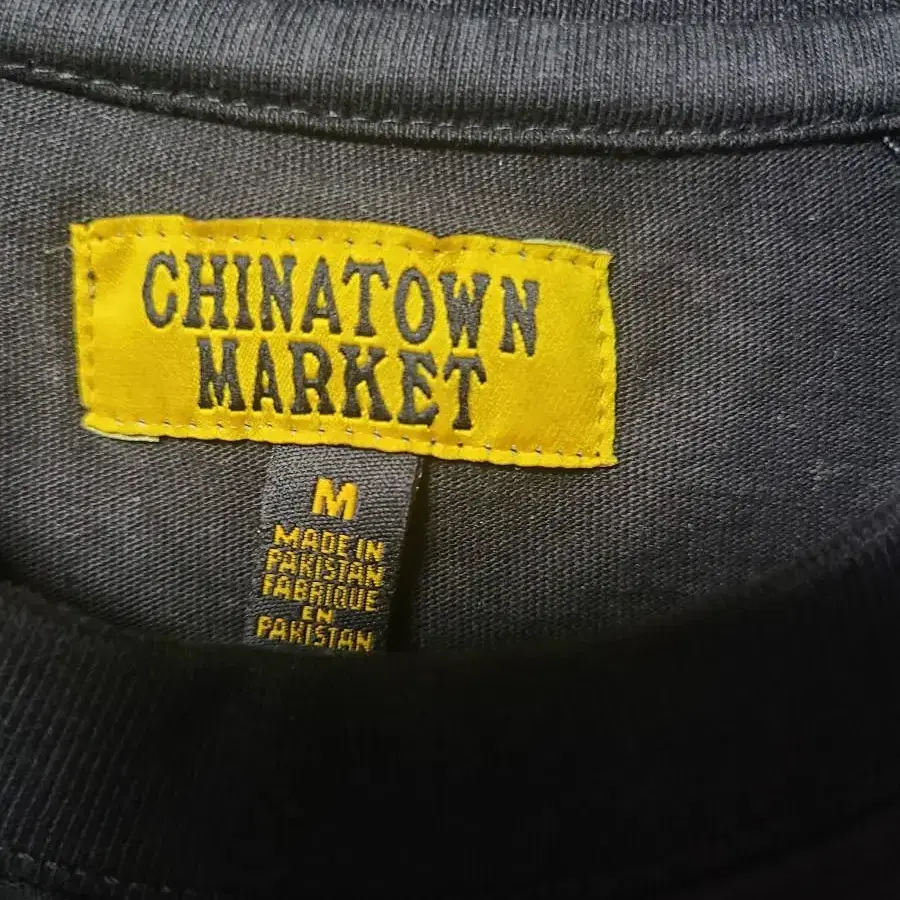 CHINATOWN
MARKET
M
MADE IN
PAKISTAN
FABRIQUE
EN
PAKISTAN